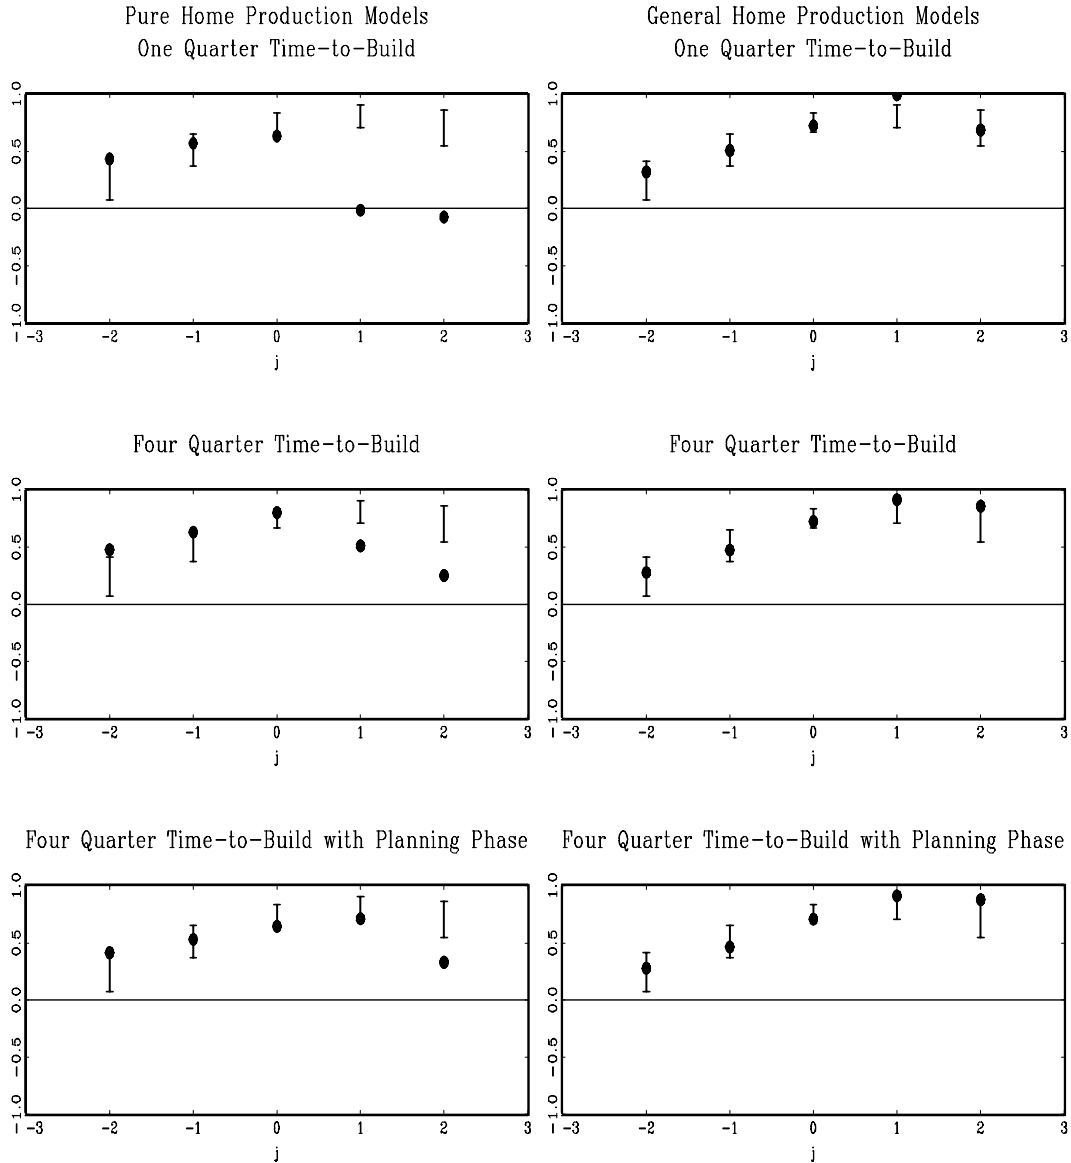 Pure Home Production Models
One Quarter Time-to-Build
1.0
0.5
0.0
-0.5
-1.0
-3 -2 -1 0 1 2 3
j
General Home Production Models
One Quarter Time-to-Build
1.0
0.5
0.0
-0.5
-1.0
-3 -2 -1 0 1 2 3
j
Four Quarter Time-to-Build
1.0
0.5
0.0
-0.5
-1.0
-3 -2 -1 0 1 2 3
j
Four Quarter Time-to-Build
1.0
0.5
0.0
-0.5
-1.0
-3 -2 -1 0 1 2 3
j
Four Quarter Time-to-Build with Planning Phase
1.0
0.5
0.0
-0.5
-1.0
-3 -2 -1 0 1 2 3
j
Four Quarter Time-to-Build with Planning Phase
1.0
0.5
0.0
-0.5
-1.0
-3 -2 -1 0 1 2 3
j